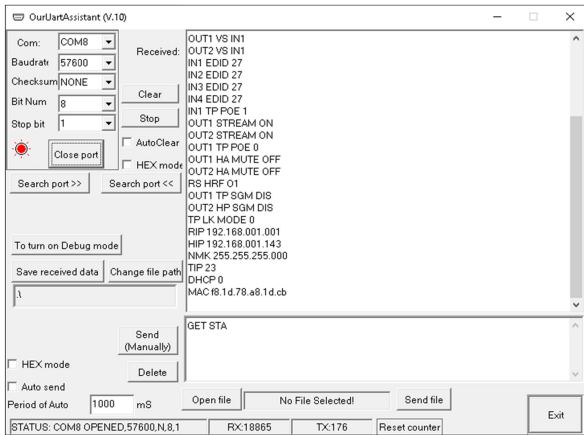 OurUartAssistant (V.10)
Com:
COM8
Baudrate
57600
Checksum
NONE
Bit Num
8
Stop bit
1
Close port
Received:
Clear
Stop
AutoClear
HEX mode
Search port >>
Search port <<
To turn on Debug mode
Save received data
Change file path
.\
OUT1 VS IN1
OUT2 VS IN1
IN1 EDID 27
IN2 EDID 27
IN3 EDID 27
IN4 EDID 27
IN1 TP POE 1
OUT1 STREAM ON
OUT2 STREAM ON
OUT1 TP POE 0
OUT1 HA MUTE OFF
OUT2 HA MUTE OFF
RS HRF O1
OUT1 TP SGM DIS
OUT2 HP SGM DIS
TP LK MODE 0
RIP 192.168.001.001
HIP 192.168.001.143
NMK 255.255.255.000
TIP 23
DHCP 0
MAC f8.1d.78.a8.1d.cb
Send
(Manually)
GET STA
HEX mode
Delete
Auto send
Period of Auto
1000
mS
Open file
No File Selected!
Send file
Exit
STATUS: COM8 OPENED,57600,N,8,1
RX:18865
TX:176
Reset counter